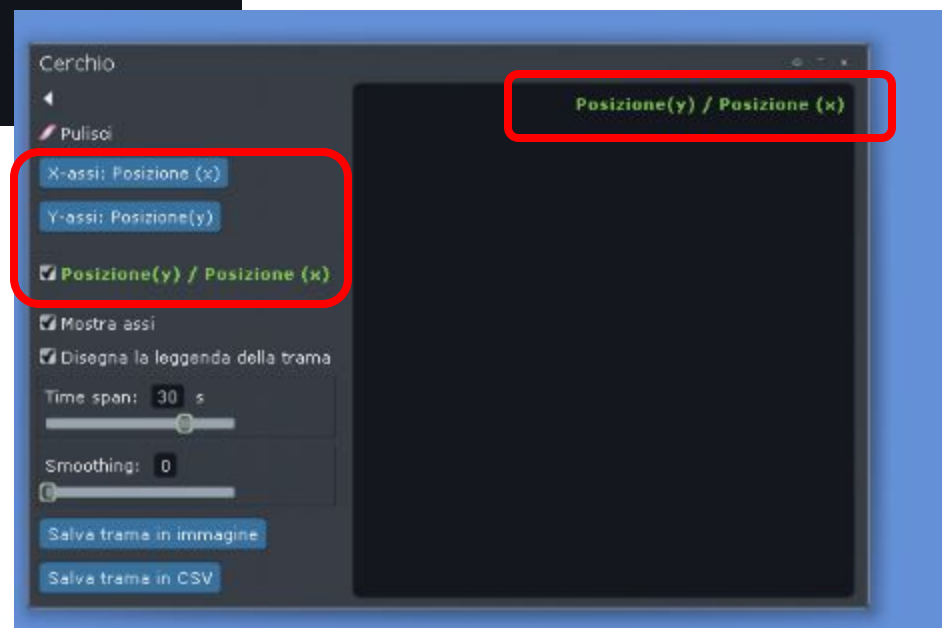 Cerchio
Posizione(y) / Posizione (x)
Pulisci
X-assi: Posizione (x)
Y-assi: Posizione(y)
Posizione(y) / Posizione (x)
Mostra assi
Disegna la leggenda della trama
Time span: 30 s
Smoothing: 0
Salva trama in immagine
Salva trama in CSV